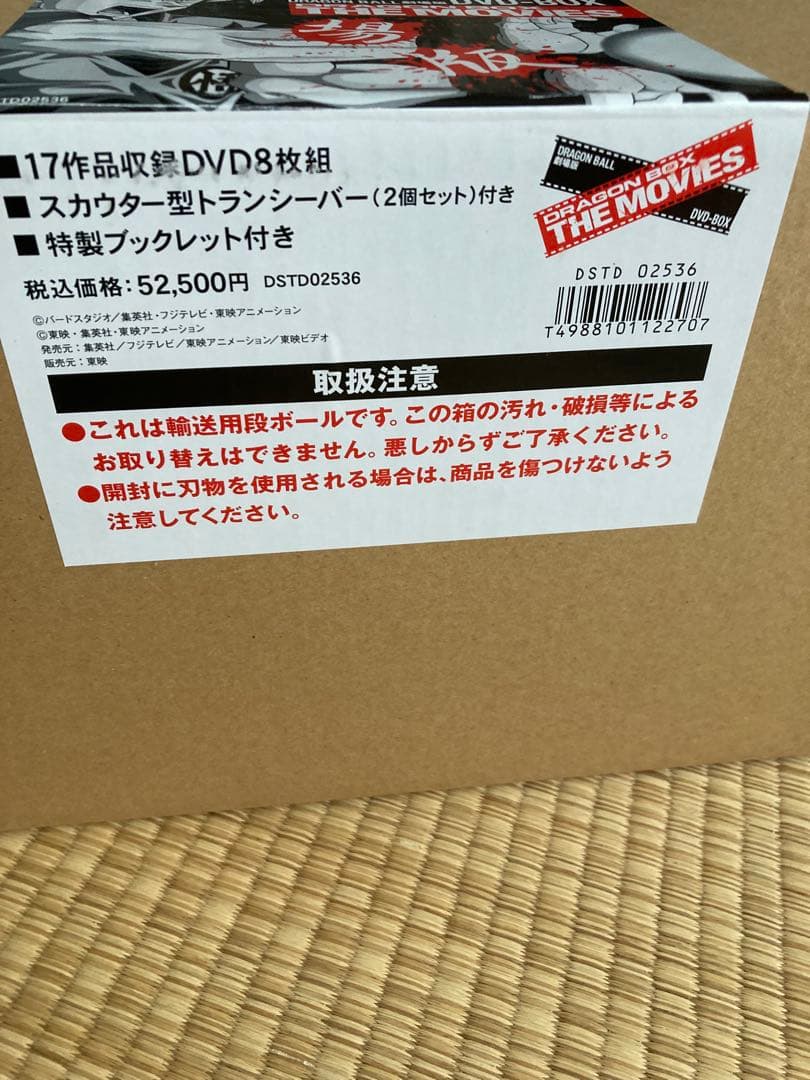 DVD-BOX
THE MOVIES
場
版
TD02536
■17作品収録DVD8枚組
■スカウター型トランシーバー(2個セット)付き
■特製ブックレット付き
税込価格:52,500円 DSTD02536
©バードスタジオ/集英社・フジテレビ・東映アニメーション
©東映・集英社・東映アニメーション
発売元:集英社/フジテレビ/東映アニメーション/東映ビデオ
販売元:東映
DRAGON BALL
劇場版
DRAGON BOX
THE MOVIES
DVD-BOX
DSTD 02536
T4988101122707
取扱注意
●これは輸送用段ボールです。この箱の汚れ・破損等による
お取り替えはできません。悪しからずご了承ください。
●開封に刃物を使用される場合は、商品を傷つけないよう
注意してください。